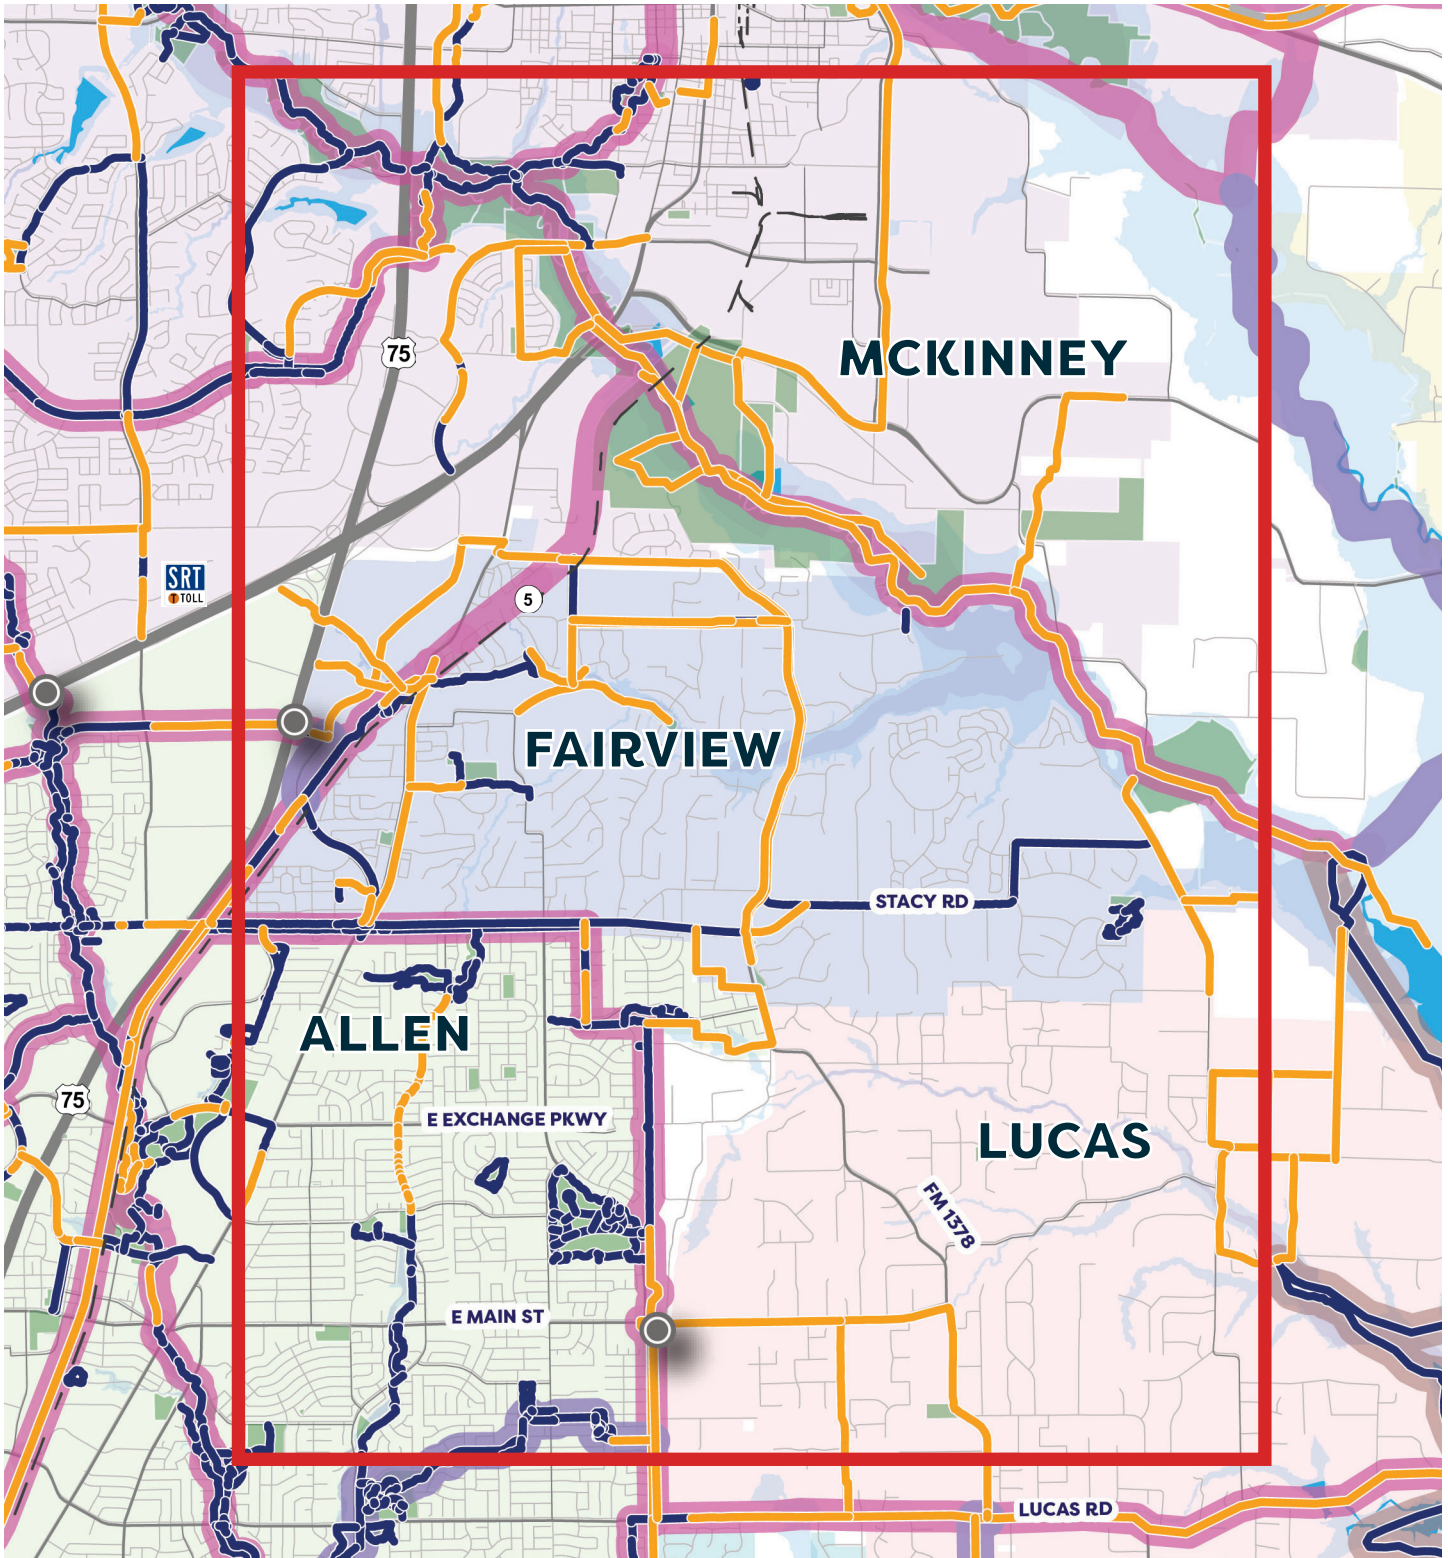 75
MCKINNEY
SRT
TOLL
5
FAIRVIEW
STACY RD
ALLEN
75
E EXCHANGE PKWY
LUCAS
FM 1378
E MAIN ST
LUCAS RD